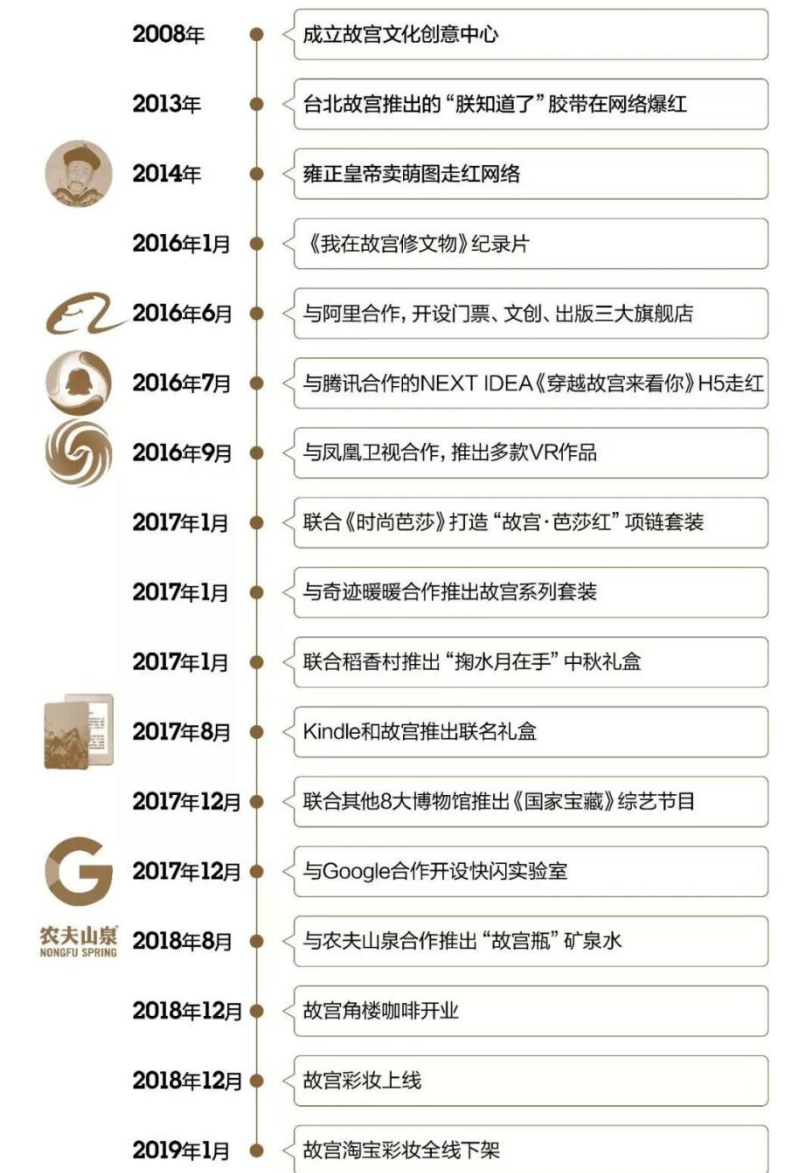 2008年 成立故宫文化创意中心
2013年 台北故宫推出的“朕知道了”胶带在网络爆红
2014年 雍正皇帝卖萌图走红网络
2016年1月 《我在故宫修文物》纪录片
2016年6月 与阿里合作，开设门票、文创、出版三大旗舰店
2016年7月 与腾讯合作的NEXT IDEA《穿越故宫来看你》H5走红
2016年9月 与凤凰卫视合作，推出多款VR作品
2017年1月 联合《时尚芭莎》打造“故宫·芭莎红”项链套装
2017年1月 与奇迹暖暖合作推出故宫系列套装
2017年1月 联合稻香村推出“掬水月在手”中秋礼盒
2017年8月 Kindle和故宫推出联名礼盒
2017年12月 联合其他8大博物馆推出《国家宝藏》综艺节目
2017年12月 与Google合作开设快闪实验室
农夫山泉
NONGFU SPRING
2018年8月 与农夫山泉合作推出“故宫瓶”矿泉水
2018年12月 故宫角楼咖啡开业
2018年12月 故宫彩妆上线
2019年1月 故宫淘宝彩妆全线下架